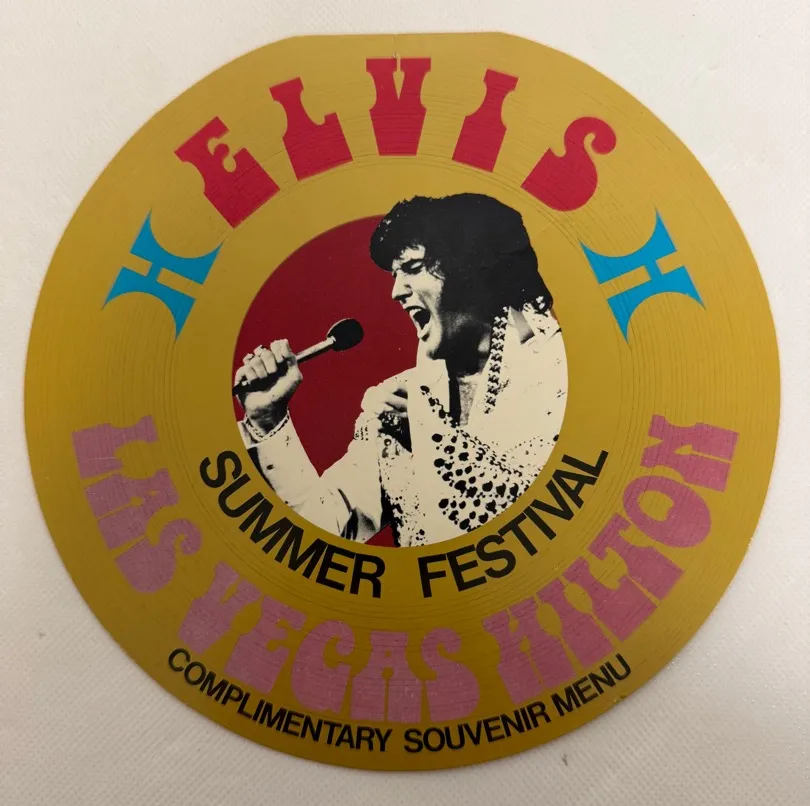 ELVIS
H H
SUMMER FESTIVAL
LAS VEGAS HILTON
COMPLIMENTARY SOUVENIR MENU